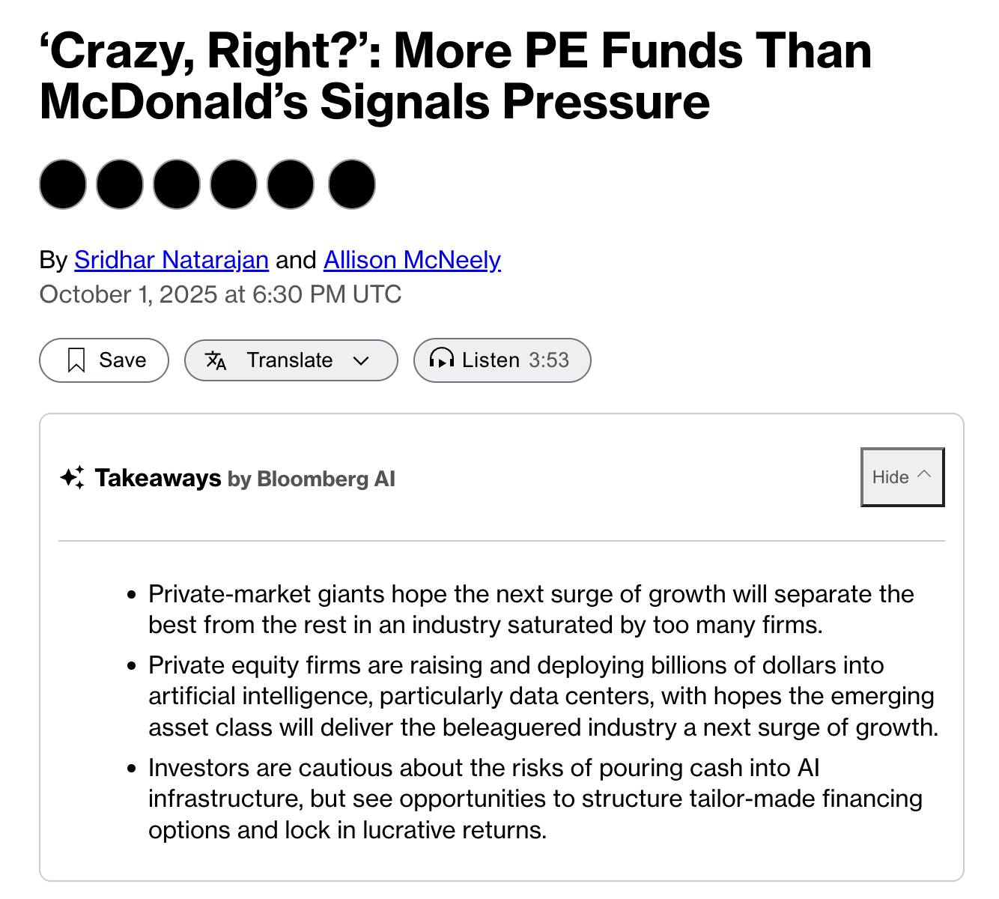 ‘Crazy, Right?’: More PE Funds Than
McDonald’s Signals Pressure
By Sridhar Natarajan and Allison McNeely
October 1, 2025 at 6:30 PM UTC
Save
Translate
Listen 3:53
Takeaways by Bloomberg AI
Hide
• Private-market giants hope the next surge of growth will separate the
best from the rest in an industry saturated by too many firms.
• Private equity firms are raising and deploying billions of dollars into
artificial intelligence, particularly data centers, with hopes the emerging
asset class will deliver the beleaguered industry a next surge of growth.
• Investors are cautious about the risks of pouring cash into AI
infrastructure, but see opportunities to structure tailor-made financing
options and lock in lucrative returns.